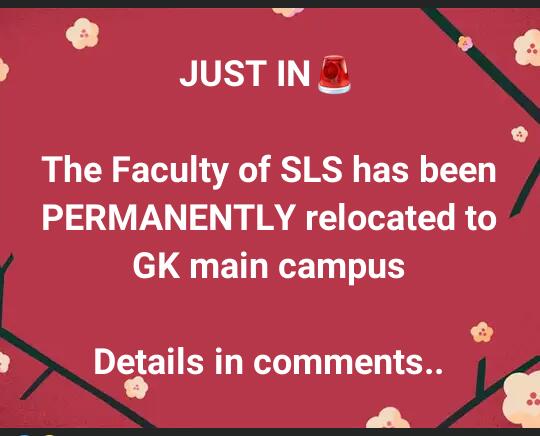 JUST IN🚨
The Faculty of SLS has been
PERMANENTLY relocated to
GK main campus
Details in comments..